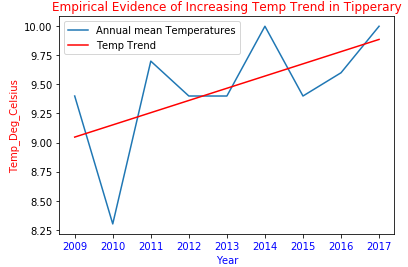 Empirical Evidence of Increasing Temp Trend in Tipperary
Annual mean Temperatures
Temp Trend
Temp_Deg_Celsius
10.00
9.75
9.50
9.25
9.00
8.75
8.50
8.25
2009 2010 2011 2012 2013 2014 2015 2016 2017
Year